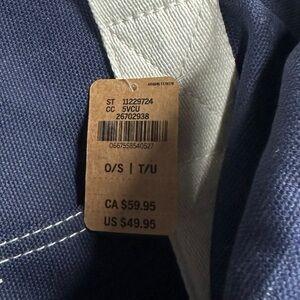 ST 11229724
CC 5VCU
26702938
0667558540527
O/S | T/U
CA $59.95
US $49.95